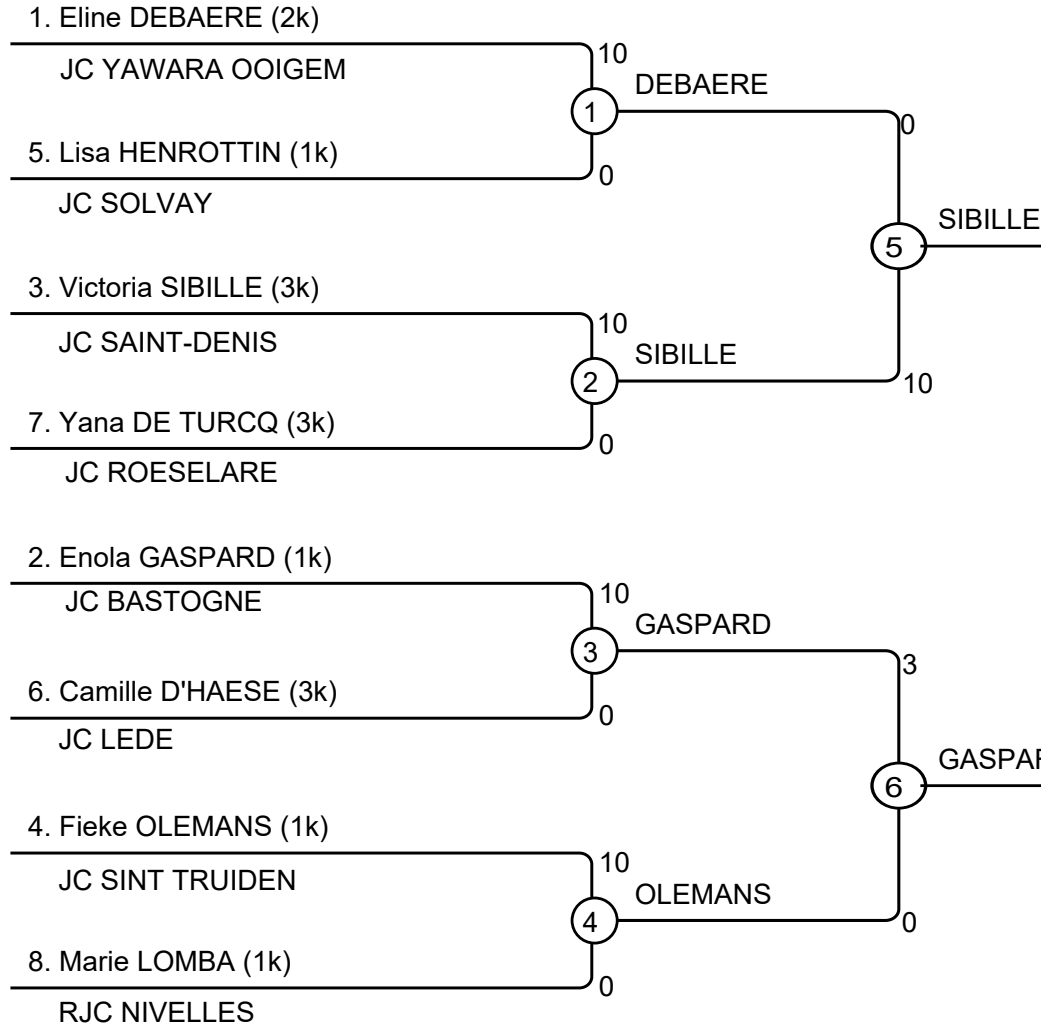 1. Eline DEBAERE (2k)
10
JC YAWARA OOIGEM
DEBAERE
1
0
5. Lisa HENROTTIN (1k)
0
JC SOLVAY
SIBILLE
5
3. Victoria SIBILLE (3k)
10
JC SAINT-DENIS
SIBILLE
2
10
7. Yana DE TURCQ (3k)
0
JC ROESELARE
2. Enola GASPARD (1k)
10
JC BASTOGNE
GASPARD
3
3
6. Camille D'HAESE (3k)
0
JC LEDE
GASPA
6
4. Fieke OLEMANS (1k)
10
JC SINT TRUIDEN
OLEMANS
4
0
8. Marie LOMBA (1k)
0
RJC NIVELLES